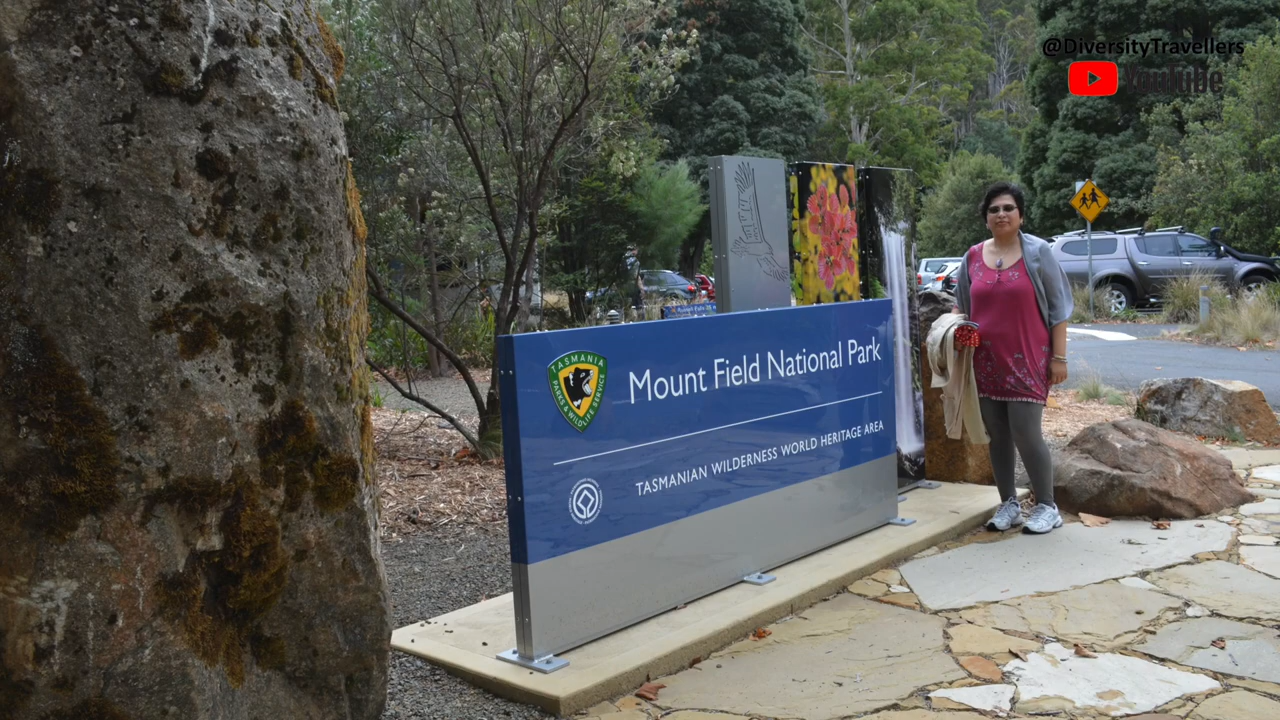 @DiversityTravellers
YouTube
Mount Field National Park
TASMANIA
PARKS & WILDLIFE SERVICE
TASMANIAN WILDERNESS WORLD HERITAGE AREA